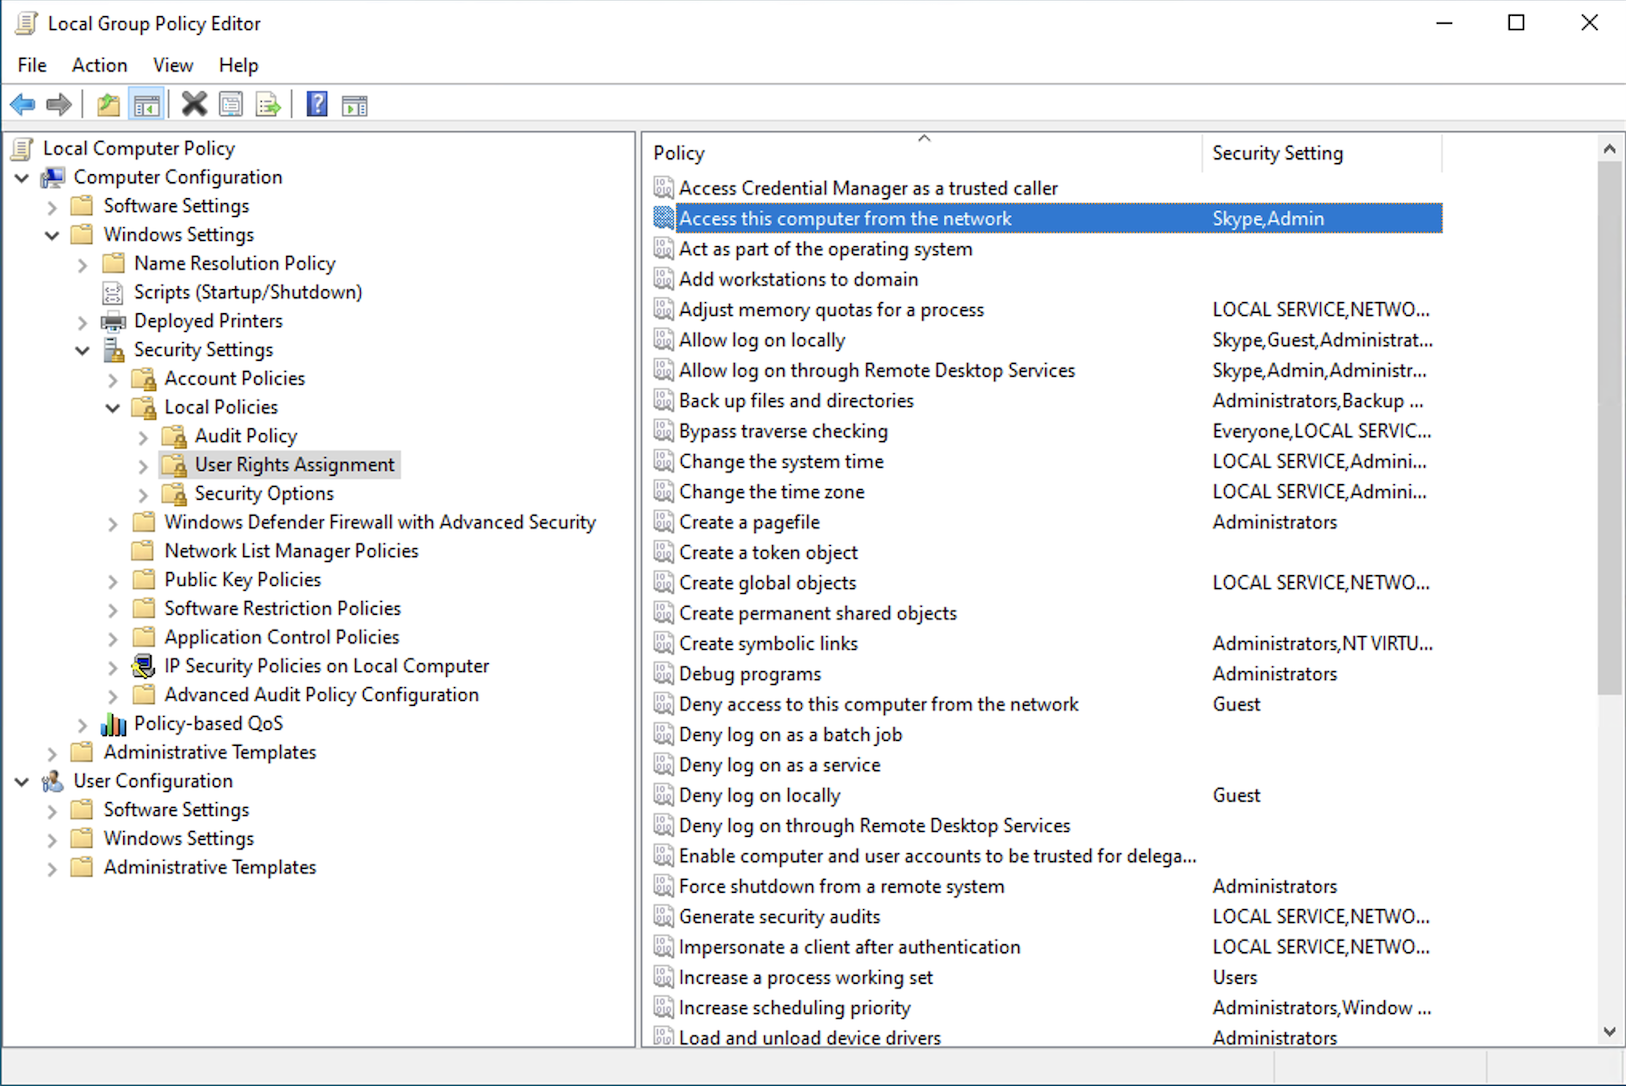 Local Group Policy Editor
File Action View Help
Local Computer Policy
Computer Configuration
Software Settings
Windows Settings
Name Resolution Policy
Scripts (Startup/Shutdown)
Deployed Printers
Security Settings
Account Policies
Local Policies
Audit Policy
User Rights Assignment
Security Options
Windows Defender Firewall with Advanced Security
Network List Manager Policies
Public Key Policies
Software Restriction Policies
Application Control Policies
IP Security Policies on Local Computer
Advanced Audit Policy Configuration
Policy-based QoS
Administrative Templates
User Configuration
Software Settings
Windows Settings
Administrative Templates
Policy Security Setting
Access Credential Manager as a trusted caller
Access this computer from the network Skype,Admin
Act as part of the operating system
Add workstations to domain
Adjust memory quotas for a process LOCAL SERVICE,NETWO...
Allow log on locally Skype,Guest,Administrat...
Allow log on through Remote Desktop Services Skype,Admin,Administr...
Back up files and directories Administrators,Backup ...
Bypass traverse checking Everyone,LOCAL SERVIC...
Change the system time LOCAL SERVICE,Admini...
Change the time zone LOCAL SERVICE,Admini...
Create a pagefile Administrators
Create a token object
Create global objects LOCAL SERVICE,NETWO...
Create permanent shared objects
Create symbolic links Administrators,NT VIRTU...
Debug programs Administrators
Deny access to this computer from the network Guest
Deny log on as a batch job
Deny log on as a service
Deny log on locally Guest
Deny log on through Remote Desktop Services
Enable computer and user accounts to be trusted for delega...
Force shutdown from a remote system Administrators
Generate security audits LOCAL SERVICE,NETWO...
Impersonate a client after authentication LOCAL SERVICE,NETWO...
Increase a process working set Users
Increase scheduling priority Administrators,Window ...
Load and unload device drivers Administrators